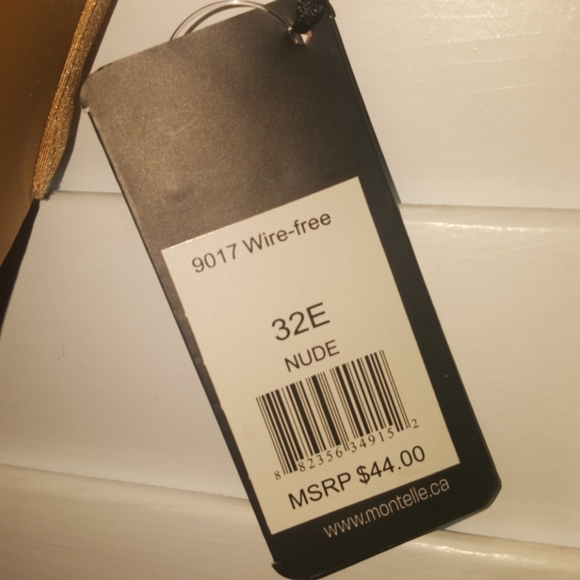 9017 Wire-free
32E
NUDE
8 82356 34915 2
MSRP $44.00
www.montelle.ca